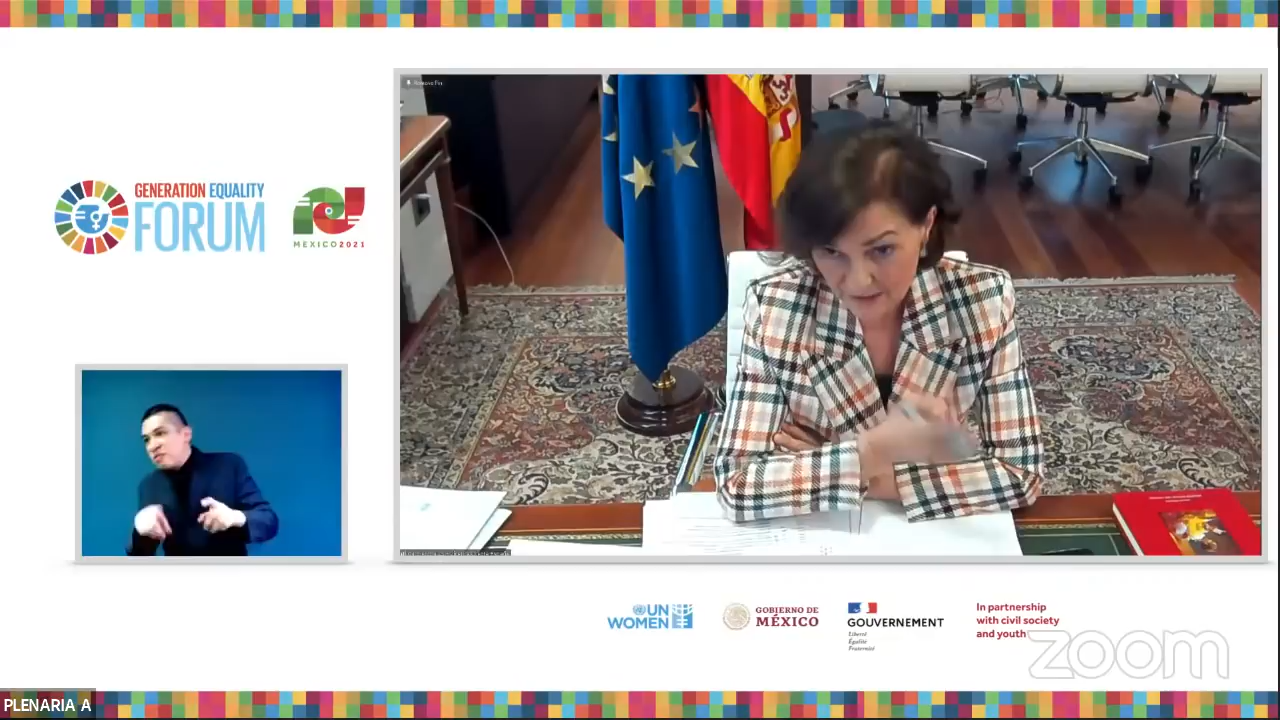 GENERATION EQUALITY
FORUM
MEXICO2021
UN
WOMEN
GOBIERNO DE
MÉXICO
GOUVERNEMENT
Liberté
Égalité
Fraternité
In partnership
with civil society
and youth
zoom
PLENARIA A